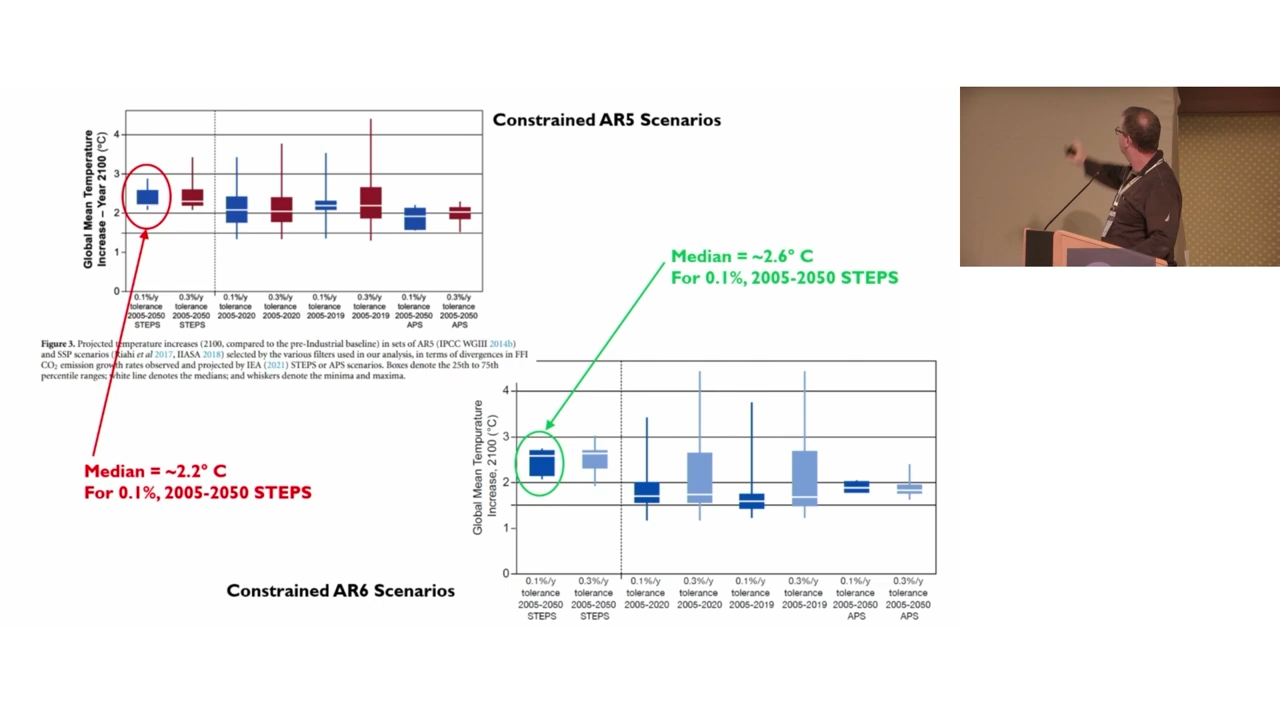 Constrained AR5 Scenarios
Global Mean Temperature
Increase – Year 2100 (°C)
4
3
2
1
0
0.1%/y tolerance 2005-2050 STEPS
0.3%/y tolerance 2005-2050 STEPS
0.1%/y tolerance 2005-2020
0.3%/y tolerance 2005-2020
0.1%/y tolerance 2005-2019
0.3%/y tolerance 2005-2019
0.1%/y tolerance 2005-2050 APS
0.3%/y tolerance 2005-2050 APS
Figure 3. Projected temperature increases (2100, compared to the pre-Industrial baseline) in sets of AR5 (IPCC WGIII 2014b)
and SSP scenarios (Riahi et al 2017, IIASA 2018) selected by the various filters used in our analysis, in terms of divergences in FFI
CO₂ emission growth rates observed and projected by IEA (2021) STEPS or APS scenarios. Boxes denote the 25th to 75th
percentile ranges; white line denotes the medians; and whiskers denote the minima and maxima.
Median = ~2.2° C
For 0.1%, 2005-2050 STEPS
Median = ~2.6° C
For 0.1%, 2005-2050 STEPS
Global Mean Tempurature
Increase, 2100 (°C)
4
3
2
1
0
0.1%/y tolerance 2005-2050 STEPS
0.3%/y tolerance 2005-2050 STEPS
0.1%/y tolerance 2005-2020
0.3%/y tolerance 2005-2020
0.1%/y tolerance 2005-2019
0.3%/y tolerance 2005-2019
0.1%/y tolerance 2005-2050 APS
0.3%/y tolerance 2005-2050 APS
Constrained AR6 Scenarios